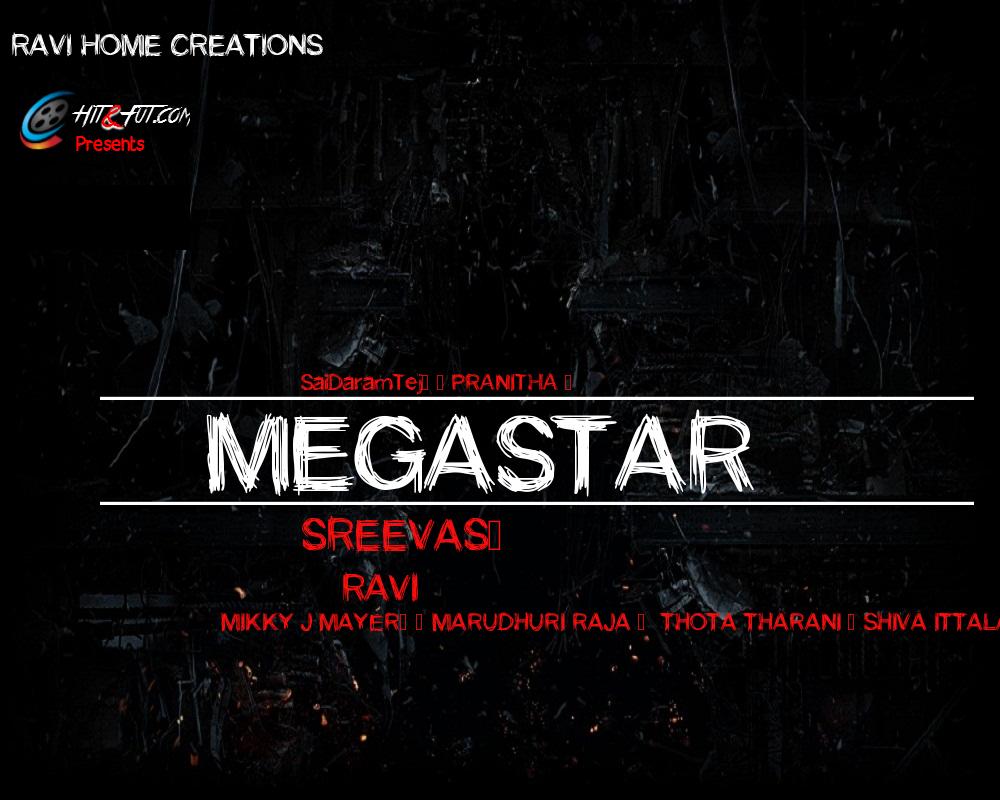 RAVI HOME CREATIONS
HIT&FUT.COM
Presents
SaiDaramTej PRANITHA
MEGASTAR
SREEVAS
RAVI
MIKKY J MAYER MARUDHURI RAJA THOTA THARANI SHIVA ITTALA